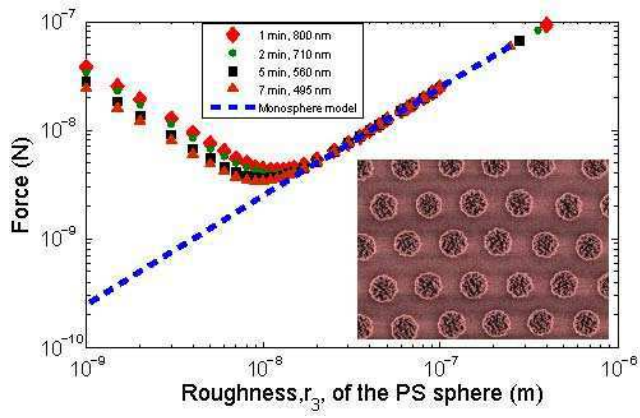 10⁻⁷
1 min, 800 nm
2 min, 710 nm
5 min, 560 nm
7 min, 495 nm
Monosphere model
10⁻⁸
Force (N)
10⁻⁹
10⁻¹⁰
10⁻⁹ 10⁻⁸ 10⁻⁷ 10⁻⁶
Roughness,r₃, of the PS sphere (m)